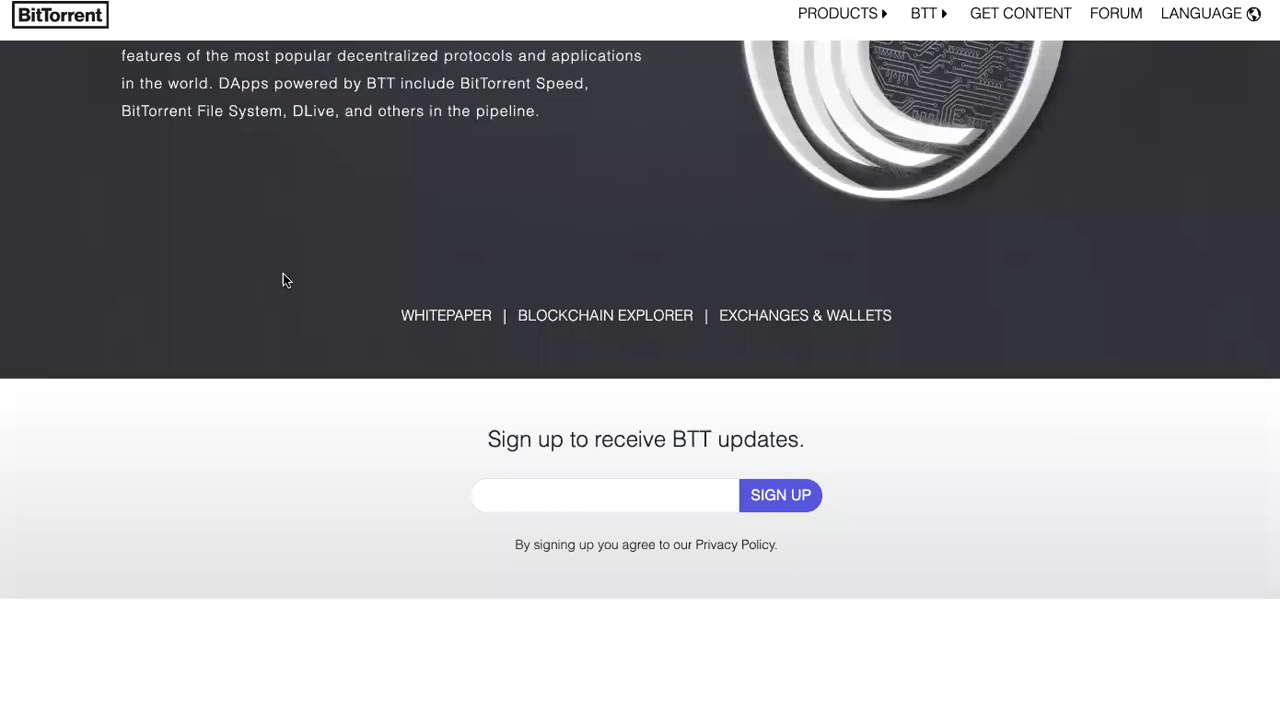 BitTorrent
PRODUCTS BTT GET CONTENT FORUM LANGUAGE
features of the most popular decentralized protocols and applications
in the world. DApps powered by BTT include BitTorrent Speed,
BitTorrent File System, DLive, and others in the pipeline.
WHITEPAPER | BLOCKCHAIN EXPLORER | EXCHANGES & WALLETS
Sign up to receive BTT updates.
SIGN UP
By signing up you agree to our Privacy Policy.